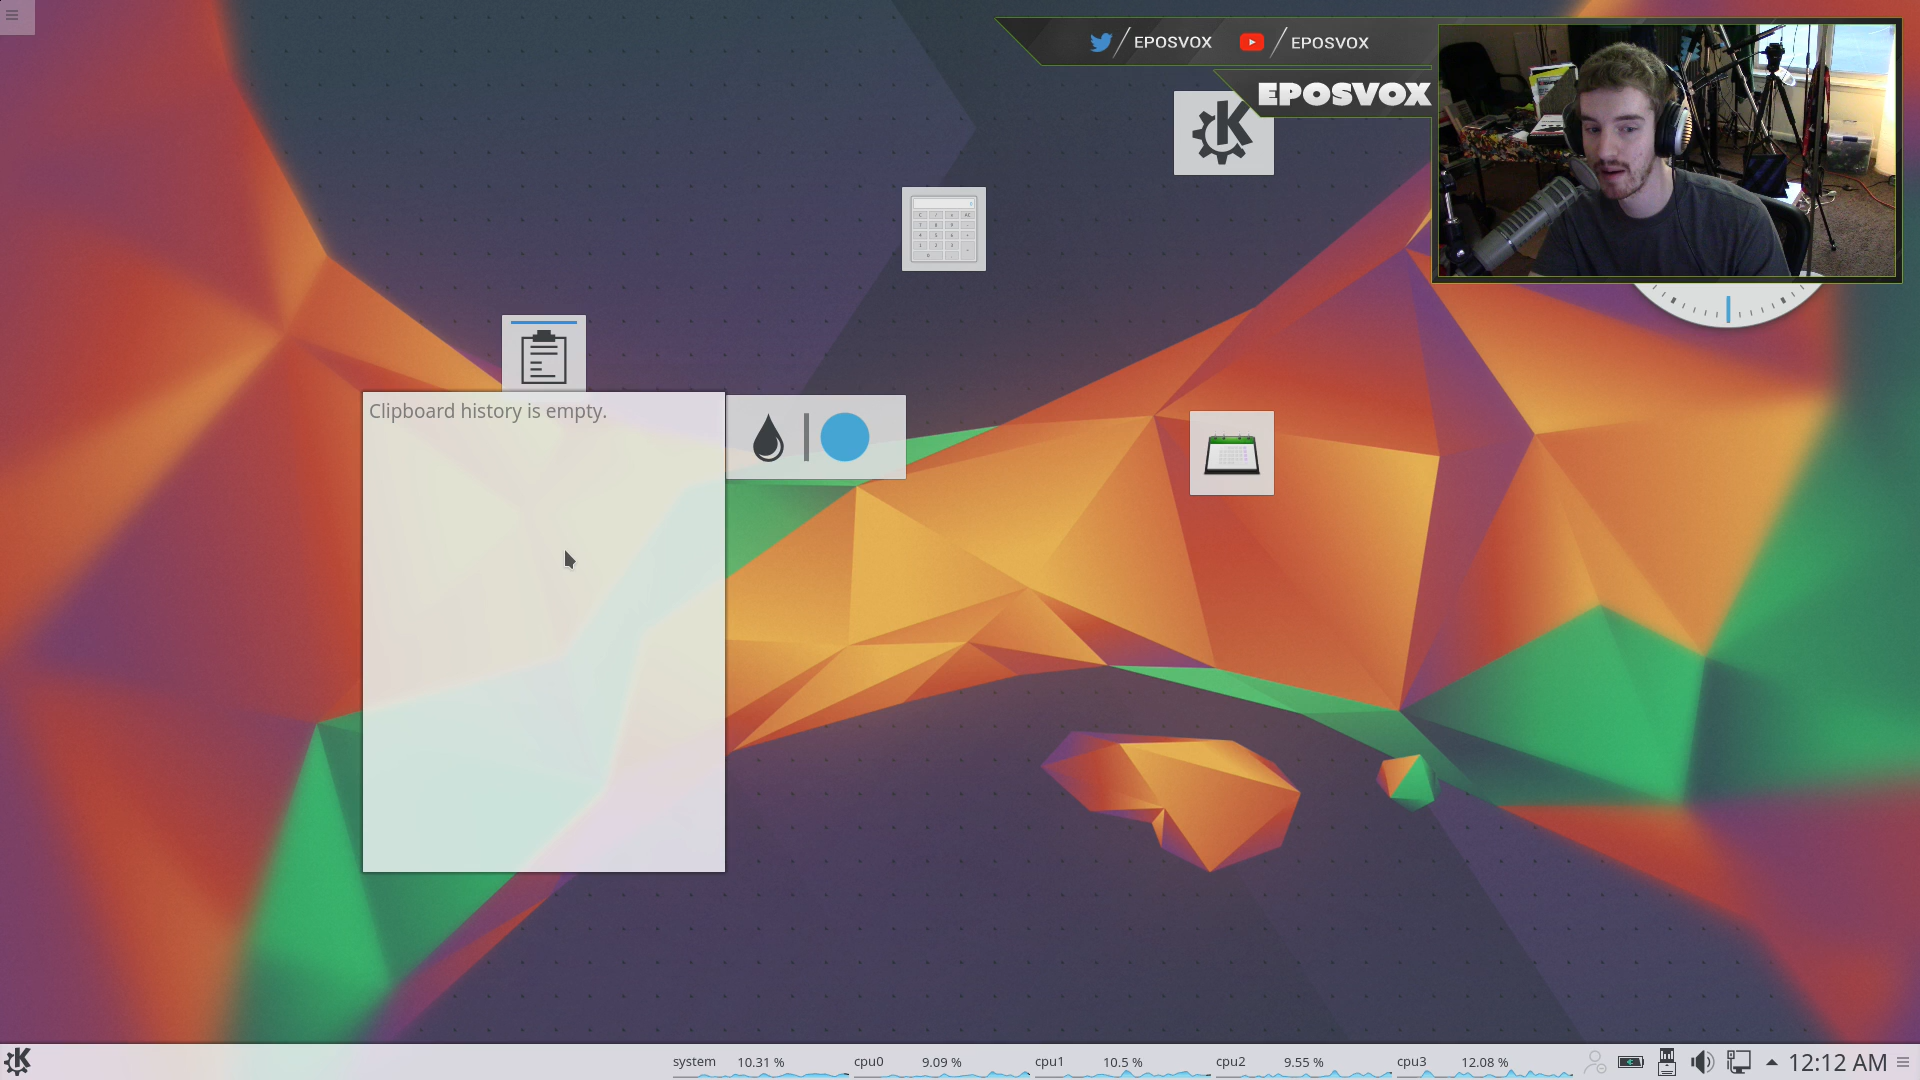 EPOSVOX
EPOSVOX
EPOSVOX
Clipboard history is empty.
system 10.31 % cpu0 9.09 % cpu1 10.5 % cpu2 9.55 % cpu3 12.08 % 12:12 AM